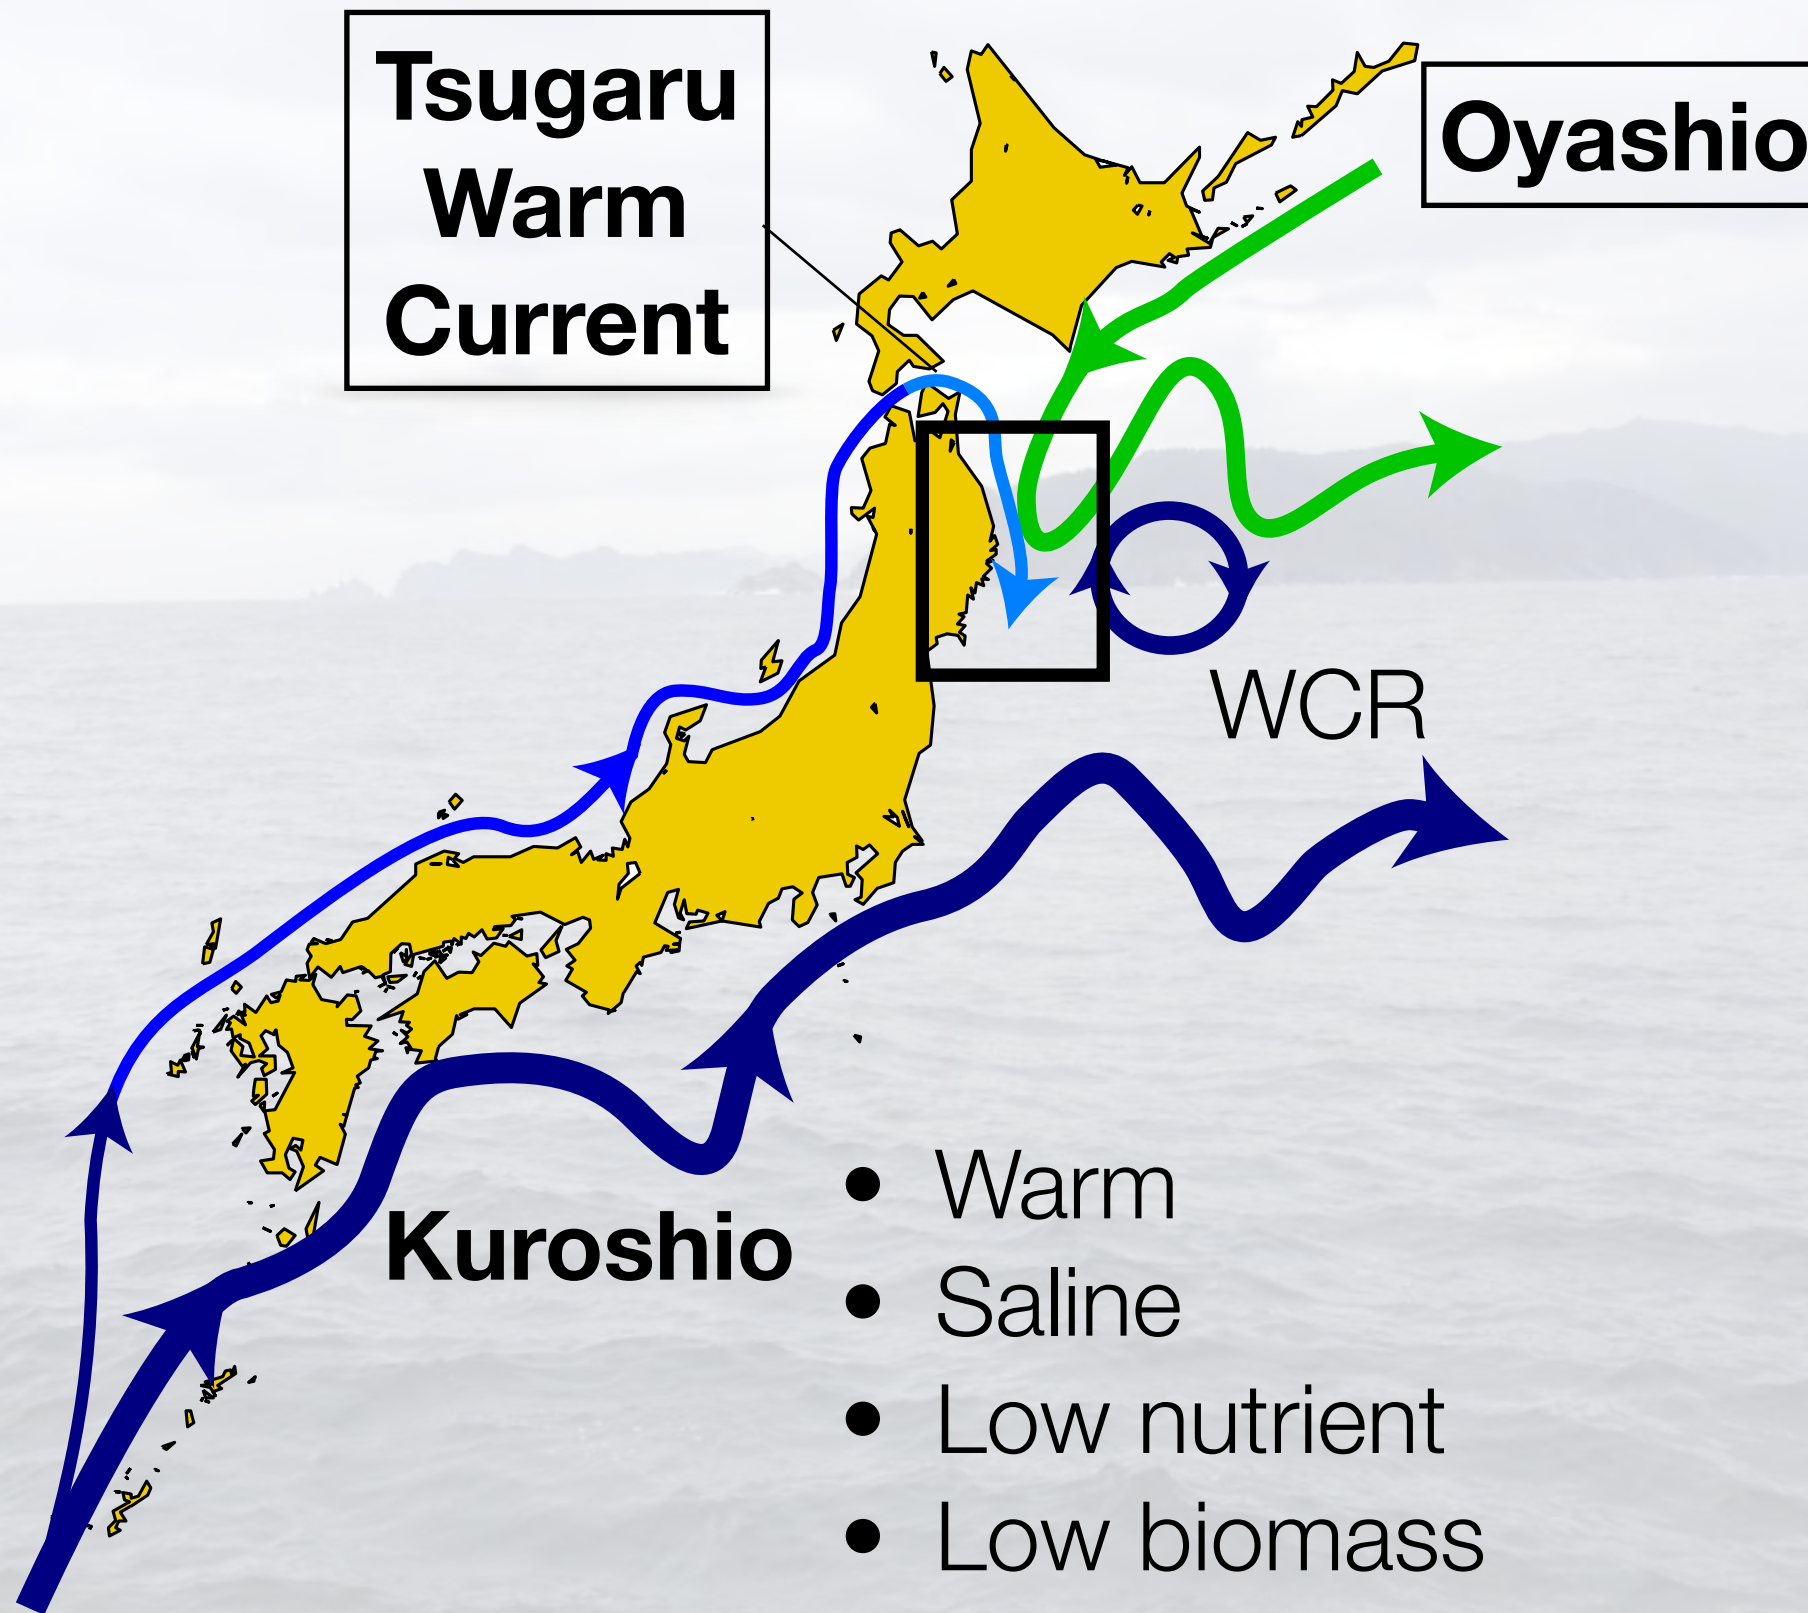 Tsugaru
Warm
Current
Oyashio
WCR
Kuroshio
• Warm
• Saline
• Low nutrient
• Low biomass